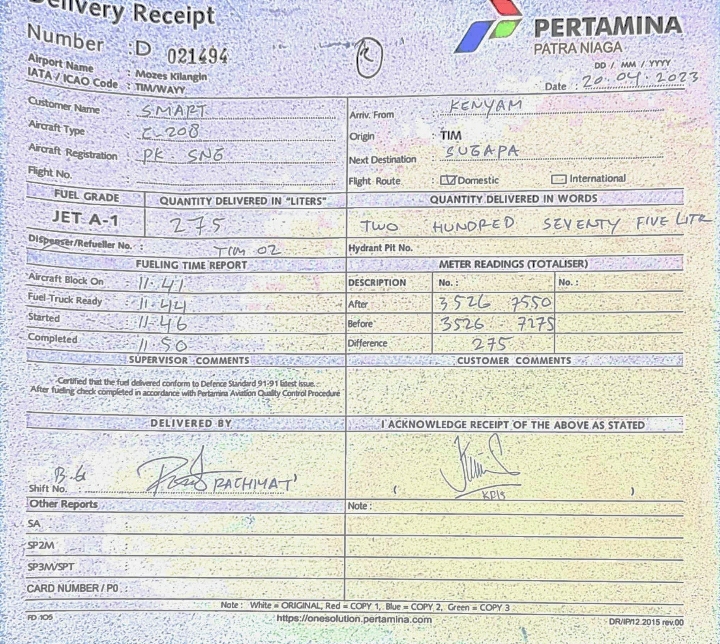 Delivery Receipt
Number : D 021494
PERTAMINA
PATRA NIAGA
Airport Name : Mozes Kilangin
IATA / ICAO Code : TIM/WAYY
DD / MM / YYYY
Date : 20.04.2023
Customer Name : SMART
Arriv. From : KENYAM
Aircraft Type : C-208
Origin : TIM
Aircraft Registration : PK. SNG
Next Destination : SUGAPA
Flight No. :
Flight Route : Domestic International
FUEL GRADE QUANTITY DELIVERED IN "LITERS" QUANTITY DELIVERED IN WORDS
JET A-1 275 TWO HUNDRED SEVENTY FIVE LITR
Dispenser/Refueller No. : TIM 02 Hydrant Pit No.
FUELING TIME REPORT METER READINGS (TOTALISER)
Aircraft Block On : 11.41 DESCRIPTION No. : No. :
Fuel Truck Ready : 11.44 After 3526 7550
Started : 11.46 Before 3526 7275
Completed : 11.50 Difference 275
SUPERVISOR COMMENTS CUSTOMER COMMENTS
Certified that the fuel delivered conform to Defence Standard 91-91 latest issue.
After fueling check completed in accordance with Pertamina Aviation Quality Control Procedure
DELIVERED BY I ACKNOWLEDGE RECEIPT OF THE ABOVE AS STATED
Shift No. ( )
Other Reports Note :
SA :
SP2M :
SP3M/SPT :
CARD NUMBER / PO :
Note : White = ORIGINAL, Red = COPY 1, Blue = COPY 2, Green = COPY 3
FD.105 https://onesolution.pertamina.com DR/IP/12.2015 rev.00